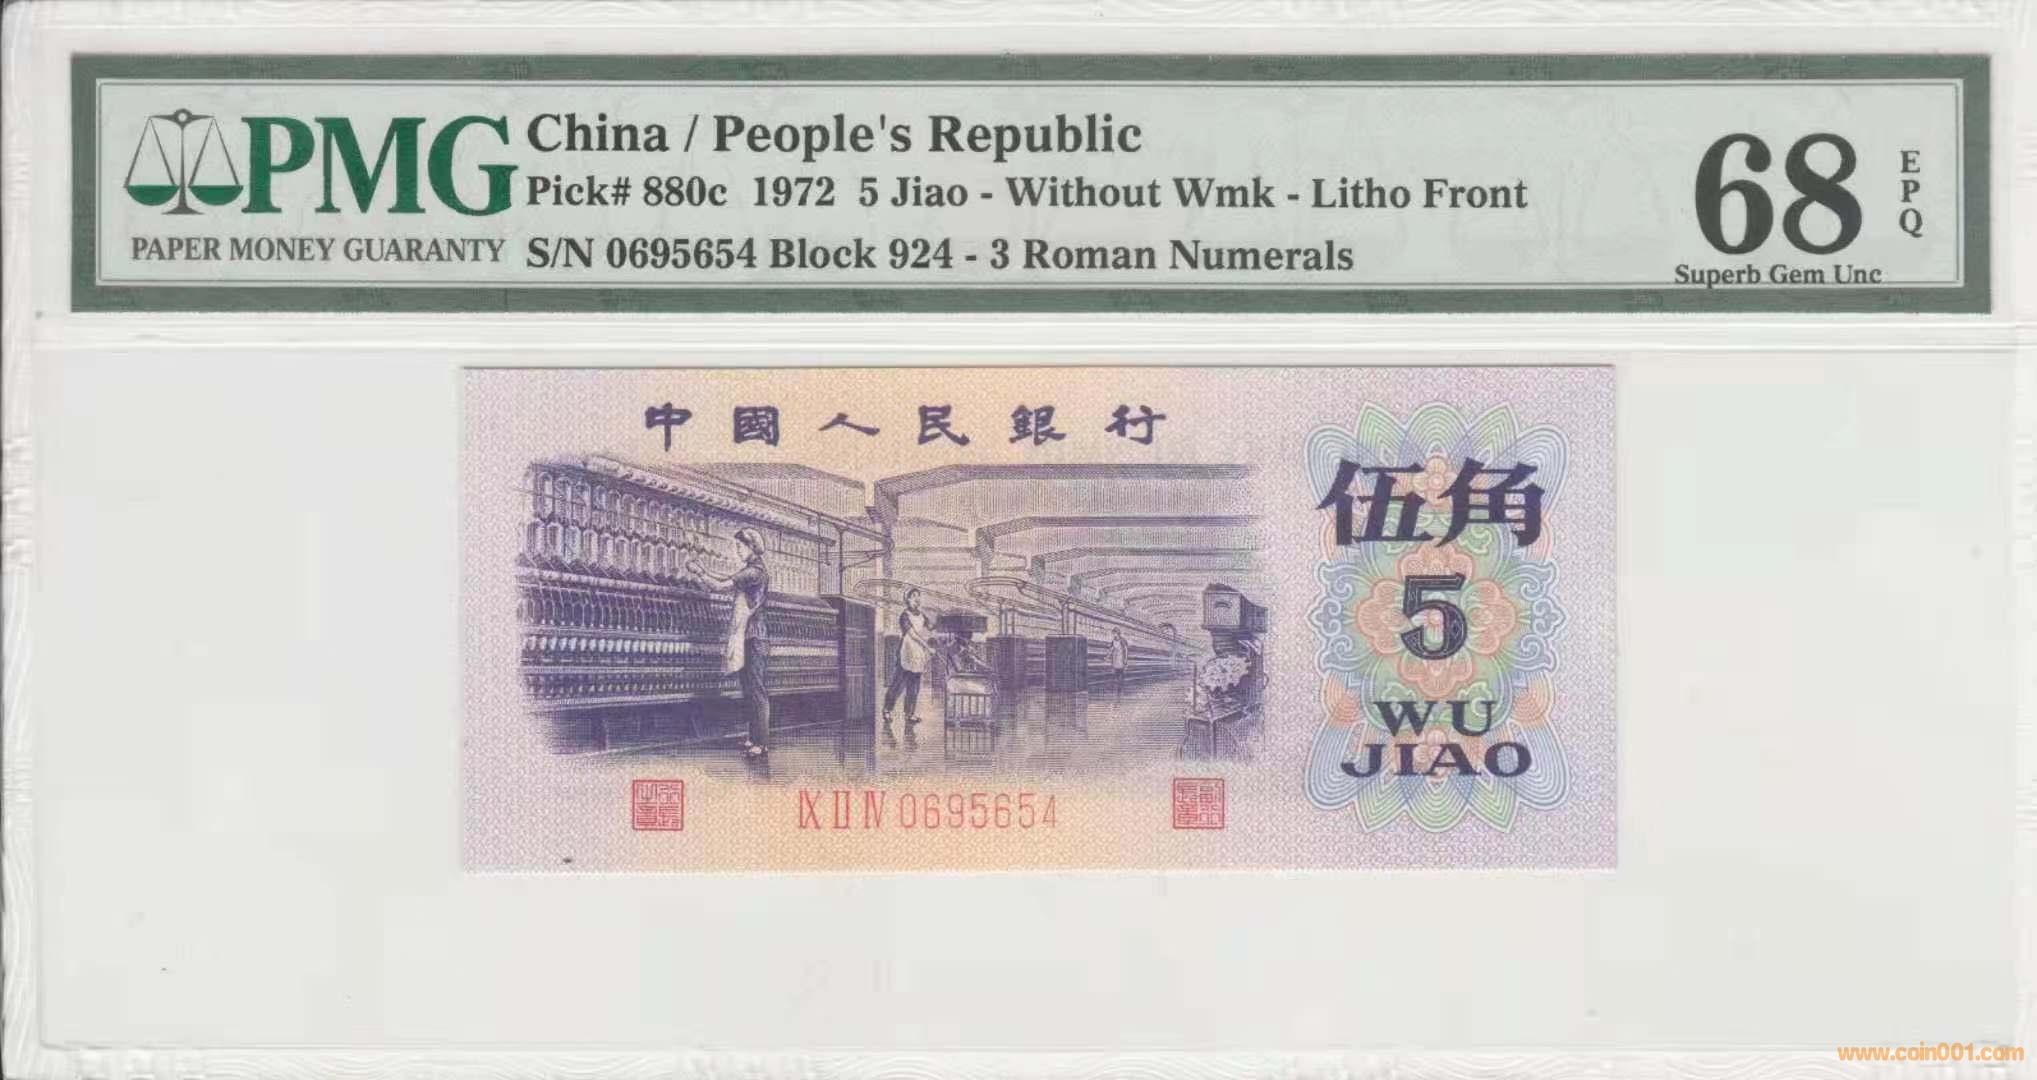 PMG
PAPER MONEY GUARANTY
China / People's Republic
Pick# 880c 1972 5 Jiao - Without Wmk - Litho Front
S/N 0695654 Block 924 - 3 Roman Numerals
68
EPQ
Superb Gem Unc
中國人民銀行
伍角
5
WU
JIAO
IX II IV 0695654
www.coin001.com